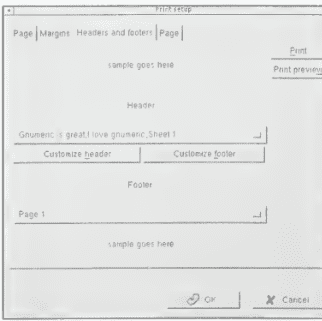 Print setup
Page Margins Headers and footers Page
Print
sample goes here
Print preview
Header
Gnumeric is great,I love gnumeric,Sheet 1
Customize header Customize footer
Footer
Page 1
sample goes here
OK Cancel